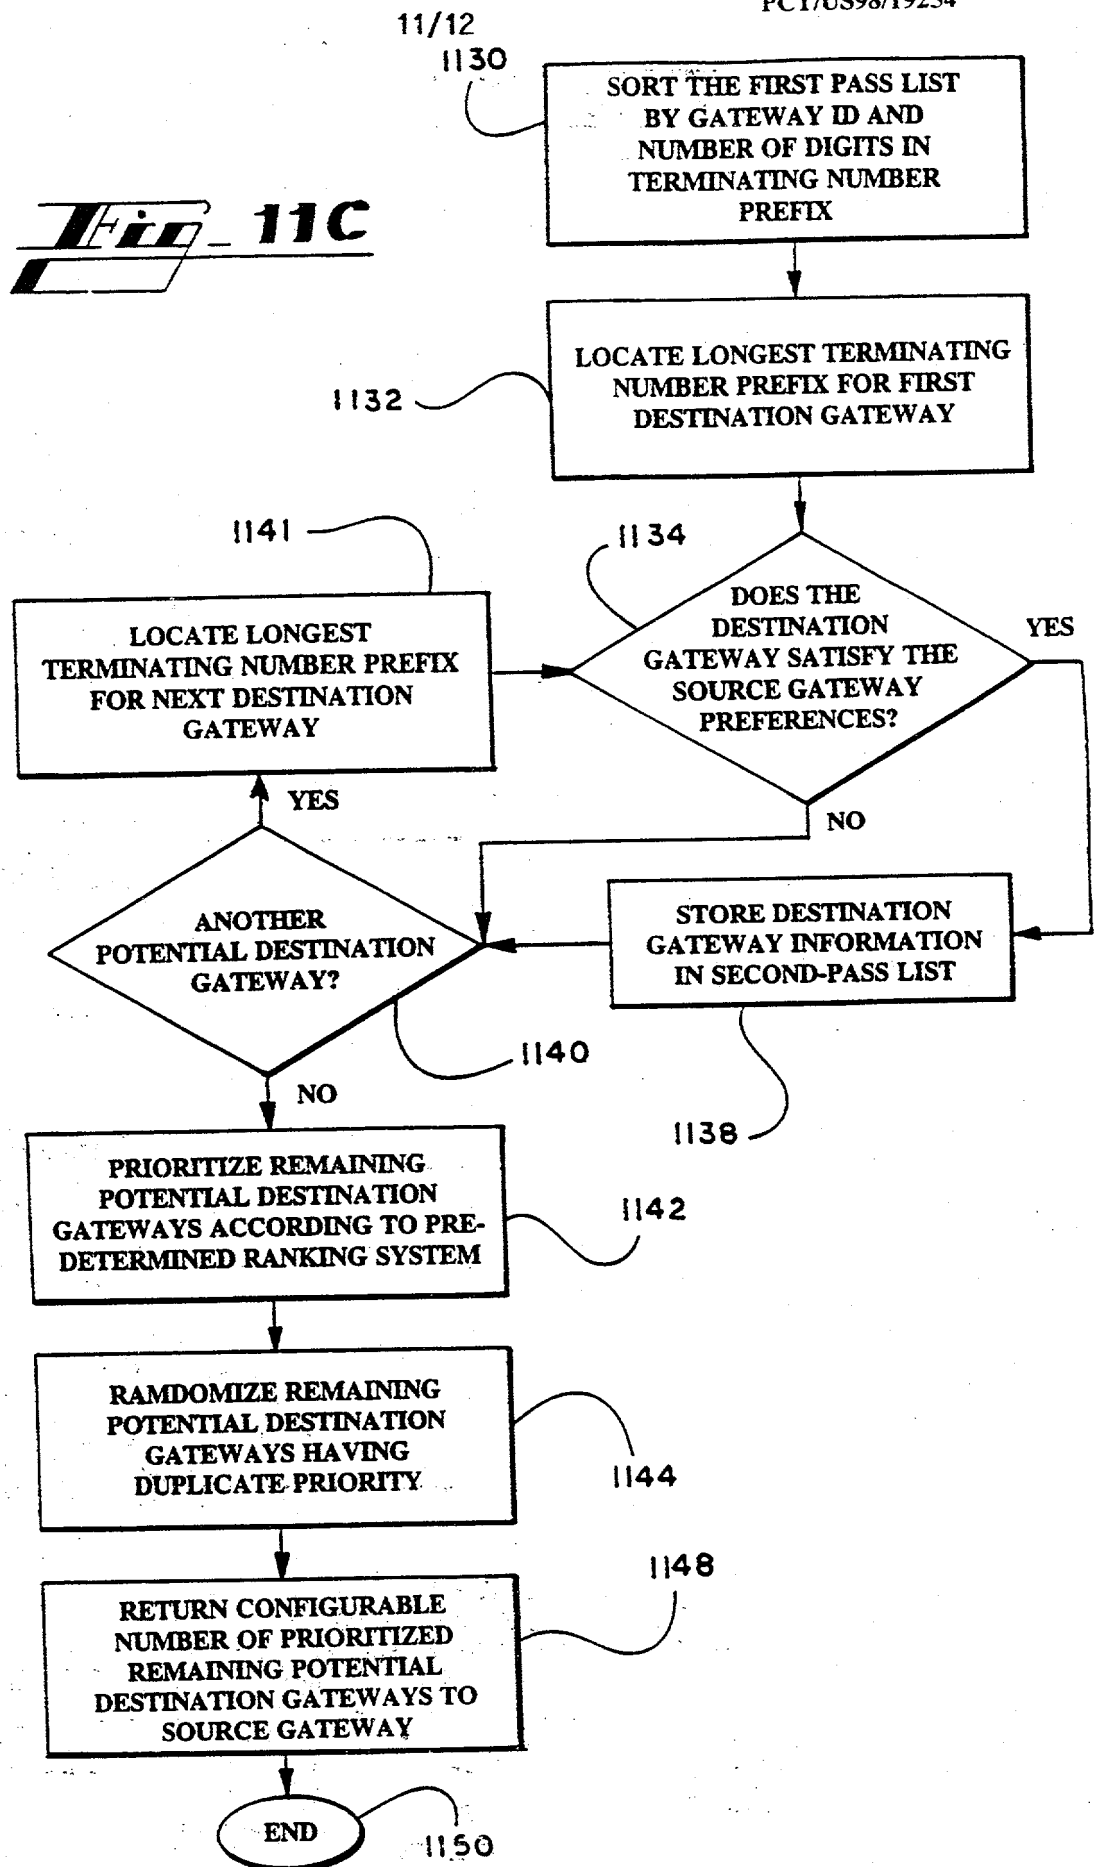 PCT/US98/19254
11/12
1130
SORT THE FIRST PASS LIST
BY GATEWAY ID AND
NUMBER OF DIGITS IN
TERMINATING NUMBER
PREFIX
Fig_ 11C
LOCATE LONGEST TERMINATING
NUMBER PREFIX FOR FIRST
DESTINATION GATEWAY
1132
1141
1134
LOCATE LONGEST
TERMINATING NUMBER PREFIX
FOR NEXT DESTINATION
GATEWAY
DOES THE
DESTINATION
GATEWAY SATISFY THE
SOURCE GATEWAY
PREFERENCES?
YES
YES
NO
ANOTHER
POTENTIAL DESTINATION
GATEWAY?
STORE DESTINATION
GATEWAY INFORMATION
IN SECOND-PASS LIST
1140
NO
1138
PRIORITIZE REMAINING
POTENTIAL DESTINATION
GATEWAYS ACCORDING TO PRE-
DETERMINED RANKING SYSTEM
1142
RAMDOMIZE REMAINING
POTENTIAL DESTINATION
GATEWAYS HAVING
DUPLICATE PRIORITY
1144
1148
RETURN CONFIGURABLE
NUMBER OF PRIORITIZED
REMAINING POTENTIAL
DESTINATION GATEWAYS TO
SOURCE GATEWAY
END
1150